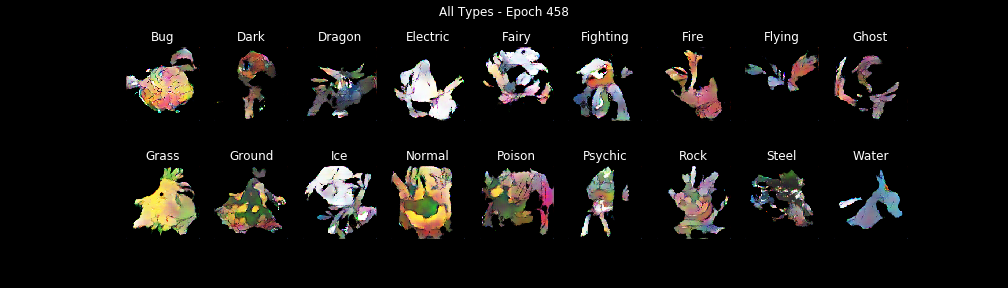 All Types - Epoch 458
Bug Dark Dragon Electric Fairy Fighting Fire Flying Ghost
Grass Ground Ice Normal Poison Psychic Rock Steel Water